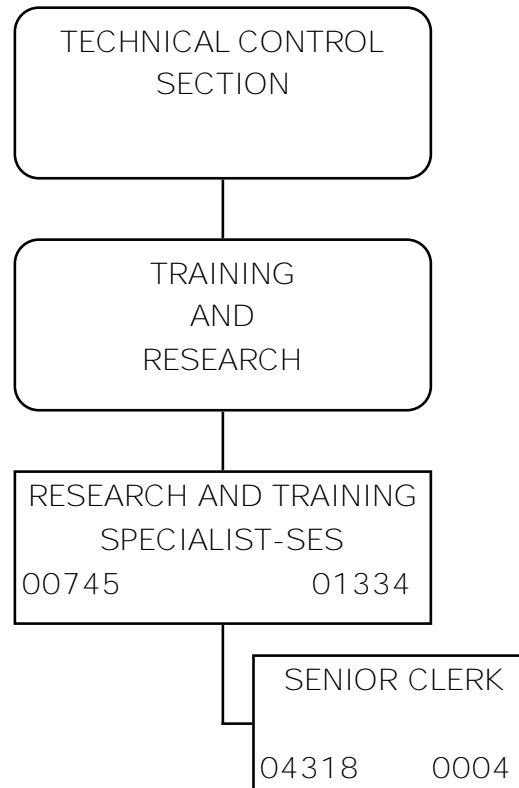 TECHNICAL CONTROL
SECTION
TRAINING
AND
RESEARCH
RESEARCH AND TRAINING
SPECIALIST-SES
00745 01334
SENIOR CLERK
04318 0004